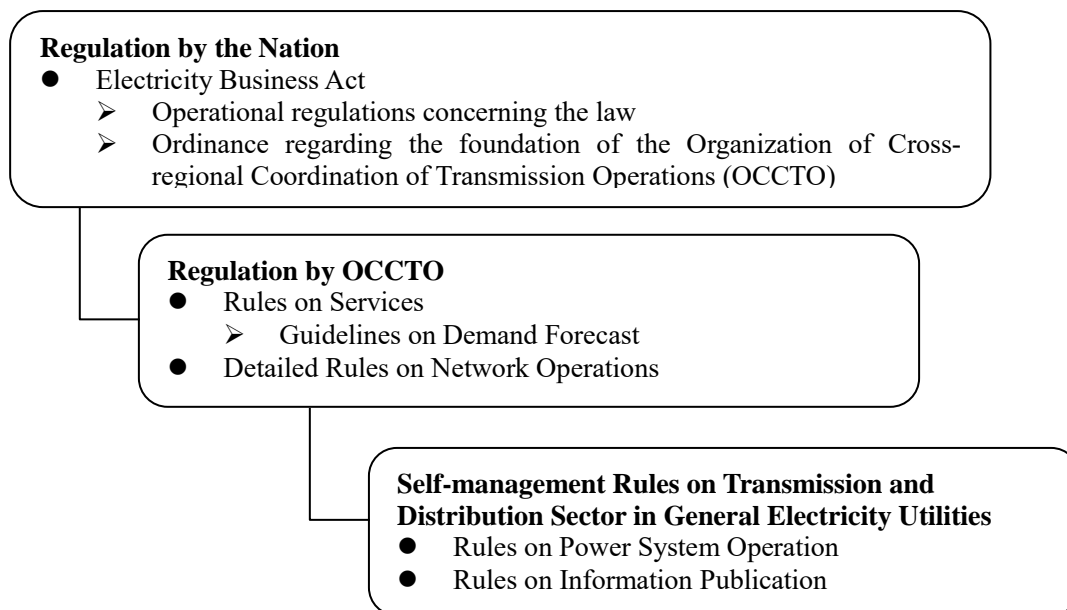 Regulation by the Nation
● Electricity Business Act
➢ Operational regulations concerning the law
➢ Ordinance regarding the foundation of the Organization of Cross-
regional Coordination of Transmission Operations (OCCTO)
Regulation by OCCTO
● Rules on Services
➢ Guidelines on Demand Forecast
● Detailed Rules on Network Operations
Self-management Rules on Transmission and
Distribution Sector in General Electricity Utilities
● Rules on Power System Operation
● Rules on Information Publication